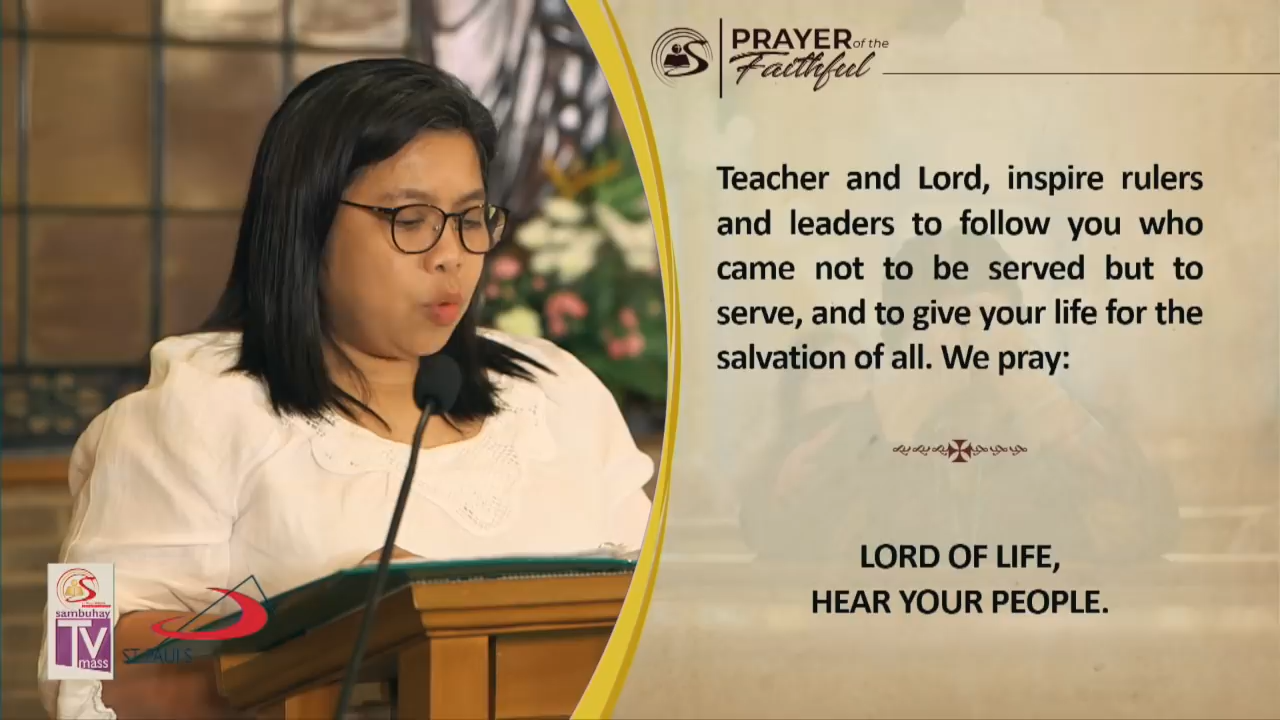 PRAYER of the
Faithful
Teacher and Lord, inspire rulers
and leaders to follow you who
came not to be served but to
serve, and to give your life for the
salvation of all. We pray:
LORD OF LIFE,
HEAR YOUR PEOPLE.
sambuhay
TV
mass
ST PAULS